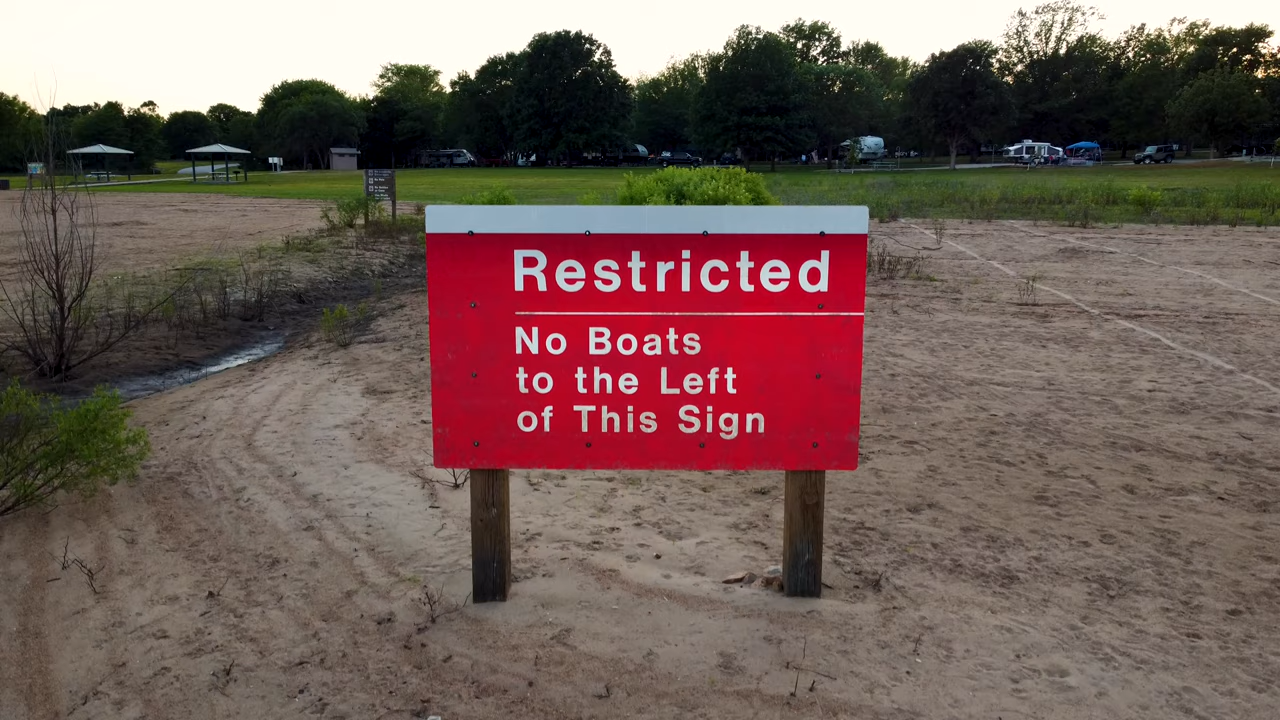 Restricted
No Boats
to the Left
of This Sign